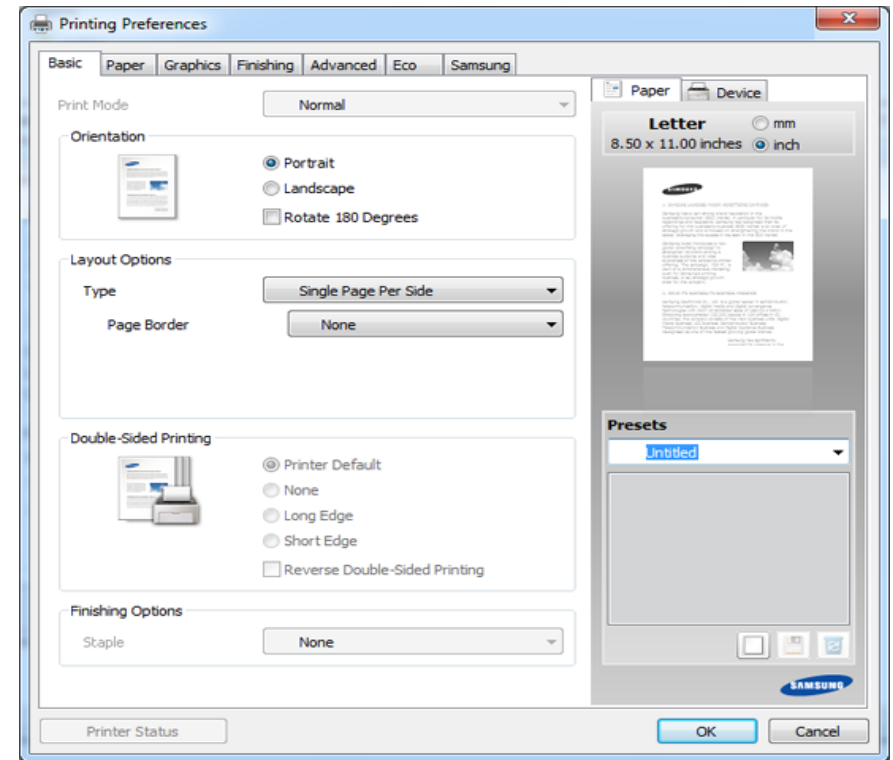 Printing Preferences
Basic Paper Graphics Finishing Advanced Eco Samsung
Print Mode Normal
Orientation
Portrait
Landscape
Rotate 180 Degrees
Layout Options
Type Single Page Per Side
Page Border None
Double-Sided Printing
Printer Default
None
Long Edge
Short Edge
Reverse Double-Sided Printing
Finishing Options
Staple None
Paper Device
Letter mm
8.50 x 11.00 inches inch
SAMSUNG
Presets
Untitled
SAMSUNG
Printer Status OK Cancel